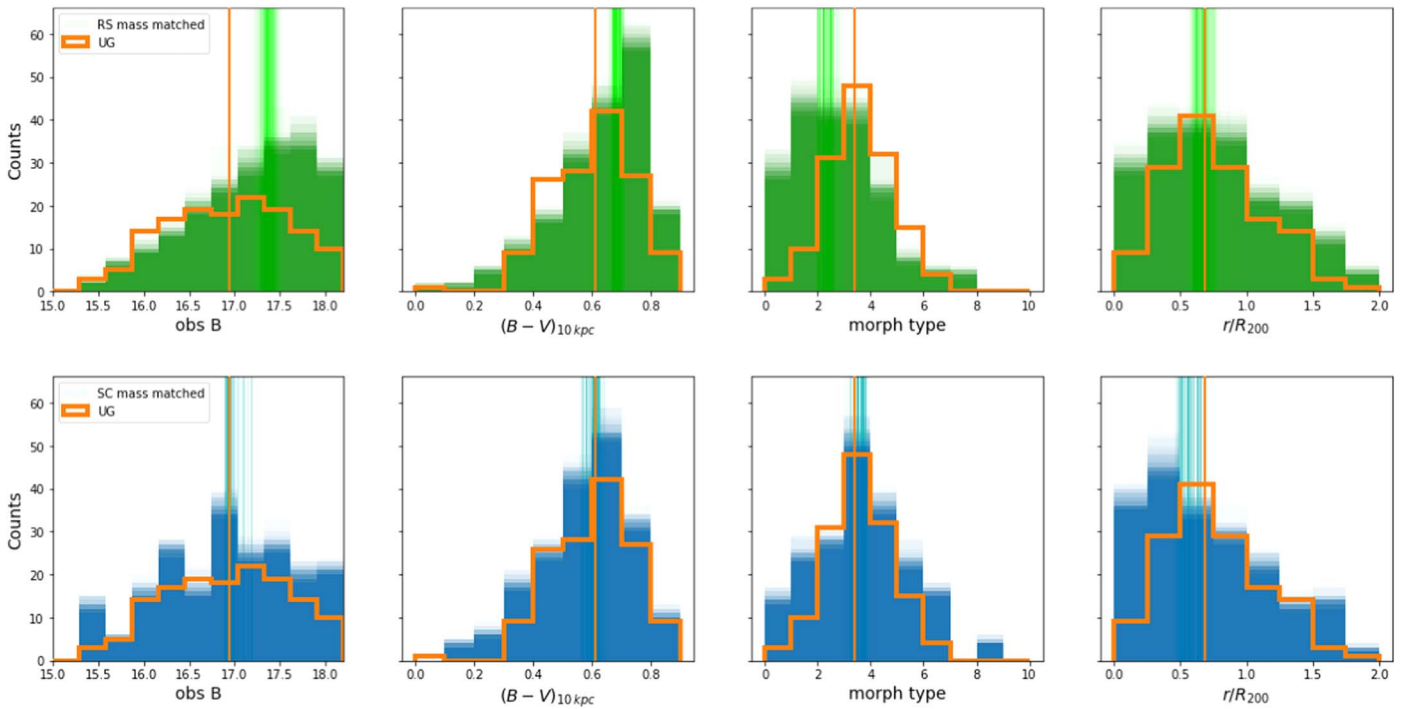 RS mass matched
UG
Counts
60
50
40
30
20
10
0
15.0 15.5 16.0 16.5 17.0 17.5 18.0
obs B
0.0 0.2 0.4 0.6 0.8
(B − V)10 kpc
0 2 4 6 8 10
morph type
0.0 0.5 1.0 1.5 2.0
r/R200
SC mass matched
UG
Counts
60
50
40
30
20
10
0
15.0 15.5 16.0 16.5 17.0 17.5 18.0
obs B
0.0 0.2 0.4 0.6 0.8
(B − V)10 kpc
0 2 4 6 8 10
morph type
0.0 0.5 1.0 1.5 2.0
r/R200